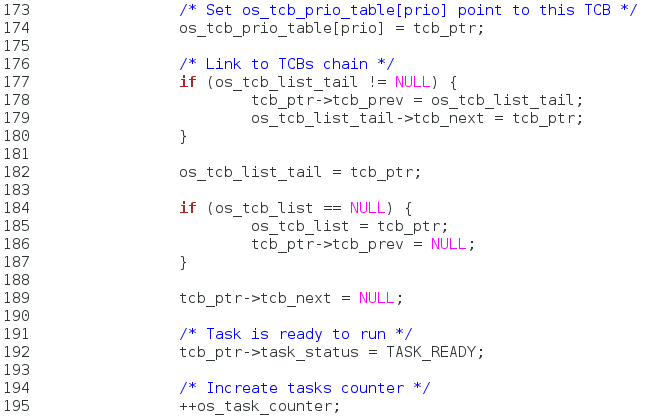 173 /* Set os_tcb_prio_table[prio] point to this TCB */
174 os_tcb_prio_table[prio] = tcb_ptr;
175
176 /* Link to TCBs chain */
177 if (os_tcb_list_tail != NULL) {
178 tcb_ptr->tcb_prev = os_tcb_list_tail;
179 os_tcb_list_tail->tcb_next = tcb_ptr;
180 }
181
182 os_tcb_list_tail = tcb_ptr;
183
184 if (os_tcb_list == NULL) {
185 os_tcb_list = tcb_ptr;
186 tcb_ptr->tcb_prev = NULL;
187 }
188
189 tcb_ptr->tcb_next = NULL;
190
191 /* Task is ready to run */
192 tcb_ptr->task_status = TASK_READY;
193
194 /* Increate tasks counter */
195 ++os_task_counter;